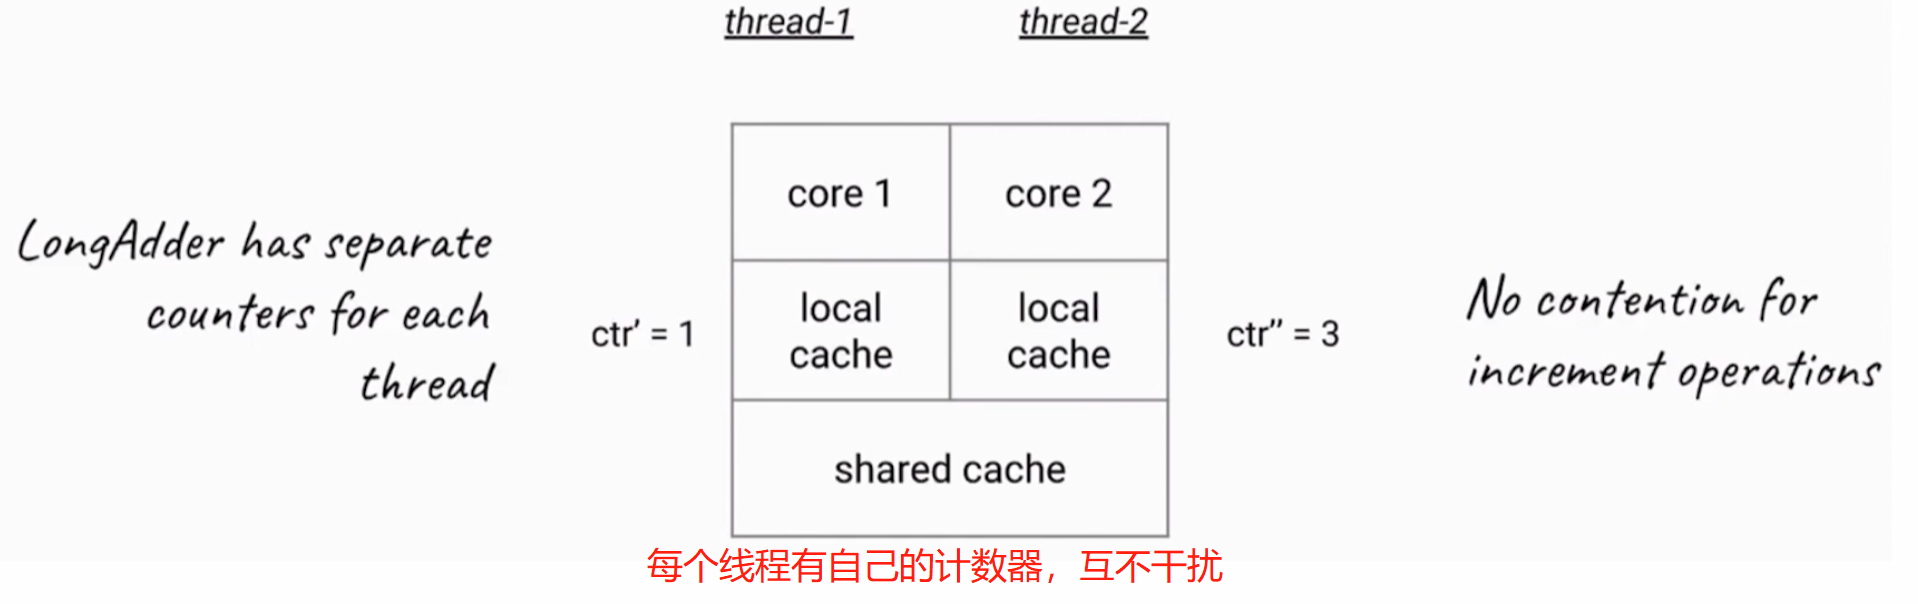 thread-1
thread-2
core 1
core 2
LongAdder has separate
counters for each
thread
ctr’ = 1
local
cache
local
cache
ctr” = 3
No contention for
increment operations
shared cache
每个线程有自己的计数器，互不干扰